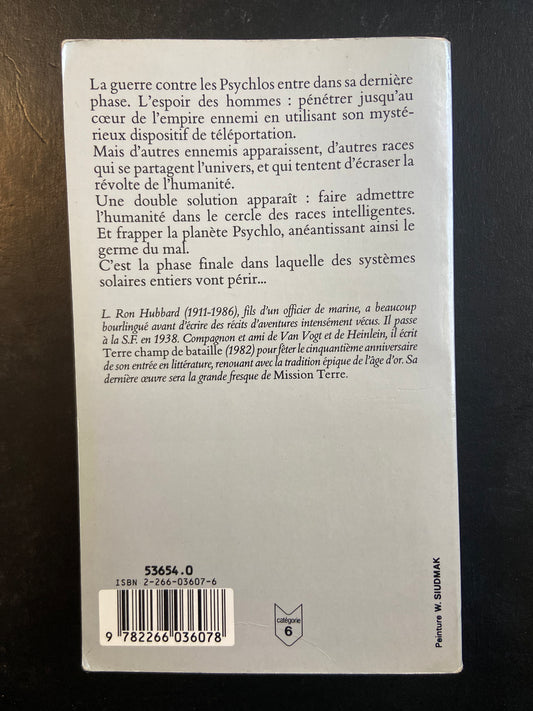 La guerre contre les Psychlos entre dans sa dernière
phase. L'espoir des hommes : pénétrer jusqu'au
cœur de l'empire ennemi en utilisant son mysté-
rieux dispositif de téléportation.
Mais d'autres ennemis apparaissent, d'autres races
qui se partagent l'univers, et qui tentent d'écraser la
révolte de l'humanité.
Une double solution apparaît : faire admettre
l'humanité dans le cercle des races intelligentes.
Et frapper la planète Psychlo, anéantissant ainsi le
germe du mal.
C'est la phase finale dans laquelle des systèmes
solaires entiers vont périr...
L. Ron Hubbard (1911-1986), fils d'un officier de marine, a beaucoup
bourlingué avant d'écrire des récits d'aventures intensément vécus. Il passe
à la S.F. en 1938. Compagnon et ami de Van Vogt et de Heinlein, il écrit
Terre champ de bataille (1982) pour fêter le cinquantième anniversaire
de son entrée en littérature, renouant avec la tradition épique de l'âge d'or. Sa
dernière œuvre sera la grande fresque de Mission Terre.
53654.0
ISBN 2-266-03607-6
9 782266 036078
catégorie
6
Peinture W. SIUDMAK